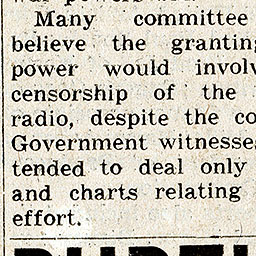 Many committee
believe the granting
power would involv
censorship of the
radio, despite the co
Government witnesses
tended to deal only
and charts relating
effort.